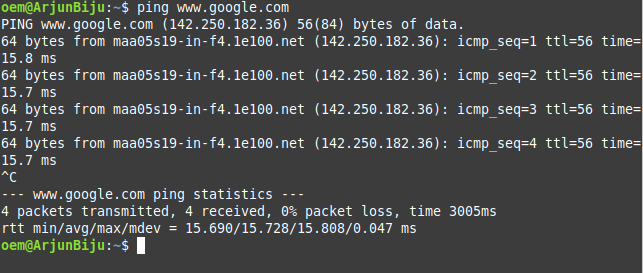 oem@ArjunBiju:~$ ping www.google.com
PING www.google.com (142.250.182.36) 56(84) bytes of data.
64 bytes from maa05s19-in-f4.1e100.net (142.250.182.36): icmp_seq=1 ttl=56 time=
15.8 ms
64 bytes from maa05s19-in-f4.1e100.net (142.250.182.36): icmp_seq=2 ttl=56 time=
15.7 ms
64 bytes from maa05s19-in-f4.1e100.net (142.250.182.36): icmp_seq=3 ttl=56 time=
15.7 ms
64 bytes from maa05s19-in-f4.1e100.net (142.250.182.36): icmp_seq=4 ttl=56 time=
15.7 ms
^C
--- www.google.com ping statistics ---
4 packets transmitted, 4 received, 0% packet loss, time 3005ms
rtt min/avg/max/mdev = 15.690/15.728/15.808/0.047 ms
oem@ArjunBiju:~$